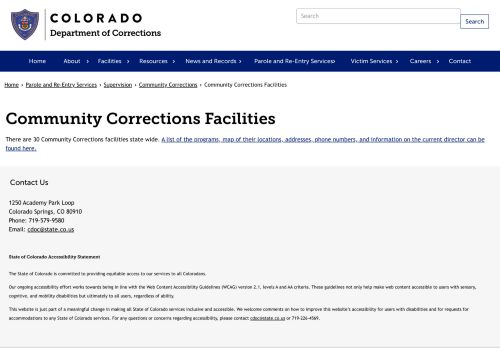 COLORADO
Department of Corrections
Search
Search
Home About › Facilities › Resources › News and Records › Parole and Re-Entry Services › Victim Services › Careers › Contact
Home › Parole and Re-Entry Services › Supervision › Community Corrections › Community Corrections Facilities
Community Corrections Facilities
There are 30 Community Corrections facilities state wide. A list of the programs, map of their locations, addresses, phone numbers, and information on the current director can be
found here.
Contact Us
1250 Academy Park Loop
Colorado Springs, CO 80910
Phone: 719-579-9580
Email: cdoc@state.co.us
State of Colorado Accessibility Statement
The State of Colorado is committed to providing equitable access to our services to all Coloradans.
Our ongoing accessibility effort works towards being in line with the Web Content Accessibility Guidelines (WCAG) version 2.1, levels A and AA criteria. These guidelines not only help make web content accessible to users with sensory,
cognitive, and mobility disabilities but ultimately to all users, regardless of ability.
This website is just part of a meaningful change in making all State of Colorado services inclusive and accessible. We welcome comments on how to improve this website's accessibility for users with disabilities and for requests for
accommodations to any State of Colorado services. For any questions or concerns regarding accessibility, please contact cdoc@state.co.us or 719-226-4569.